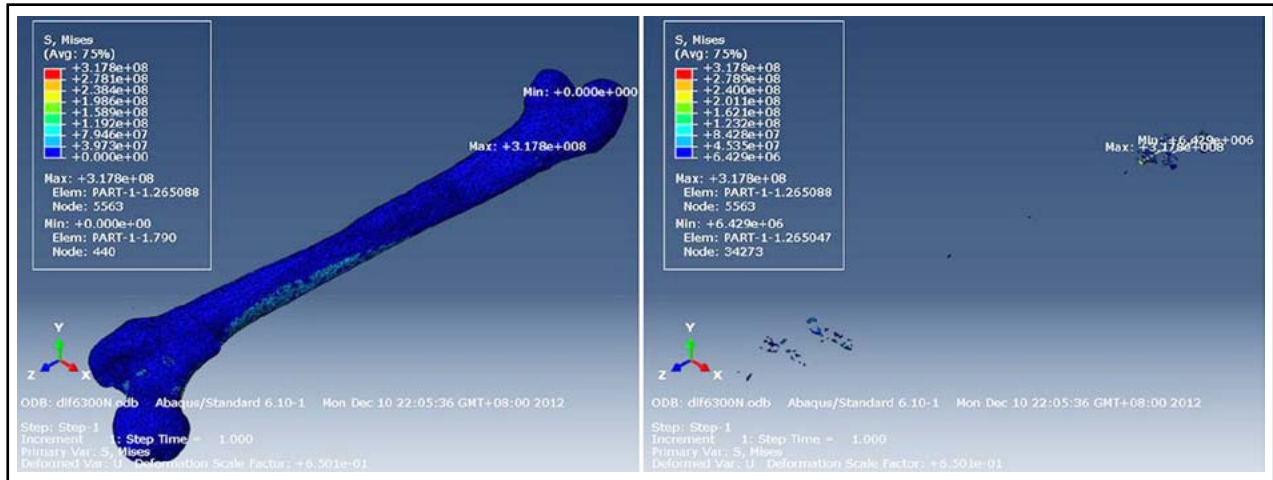 S, Mises
(Avg: 75%)
+3.178e+08
+2.781e+08
+2.384e+08
+1.986e+08
+1.589e+08
+1.192e+08
+7.946e+07
+3.973e+07
+0.000e+00
Max: +3.178e+08
Elem: PART-1-1.265088
Node: 5563
Min: +0.000e+00
Elem: PART-1-1.790
Node: 440
Min: +0.000e+000
Max: +3.178e+008
Y
Z
X
ODB: dlf6300N.odb Abaqus/Standard 6.10-1 Mon Dec 10 22:05:36 GMT+08:00 2012
Step: Step-1
Increment 1: Step Time = 1.000
Primary Var: S, Mises
Deformed Var: U Deformation Scale Factor: +6.501e-01
S, Mises
(Avg: 75%)
+3.178e+08
+2.789e+08
+2.400e+08
+2.011e+08
+1.621e+08
+1.232e+08
+8.428e+07
+4.535e+07
+6.429e+06
Max: +3.178e+08
Elem: PART-1-1.265088
Node: 5563
Min: +6.429e+06
Elem: PART-1-1.265047
Node: 34273
Min: +6.429e+006
Max: +3.178e+008
Y
Z
X
ODB: dlf6300N.odb Abaqus/Standard 6.10-1 Mon Dec 10 22:05:36 GMT+08:00 2012
Step: Step-1
Increment 1: Step Time = 1.000
Primary Var: S, Mises
Deformed Var: U Deformation Scale Factor: +6.501e-01